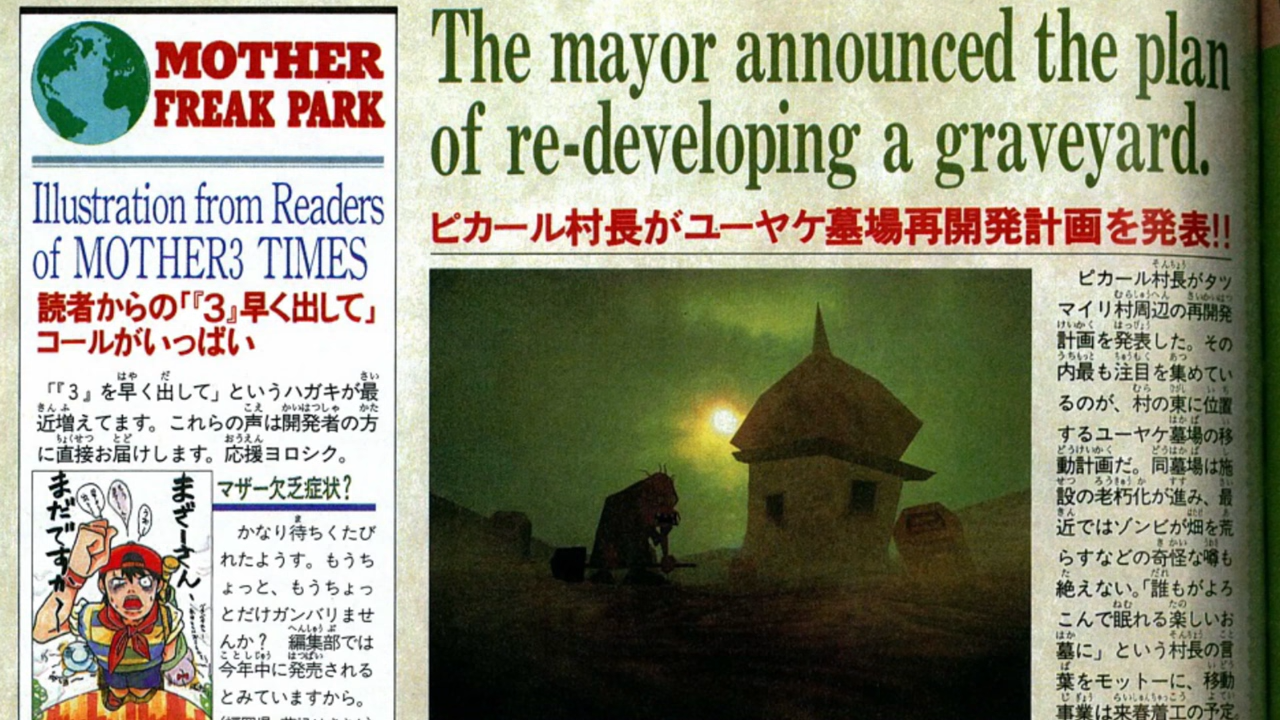 MOTHER
FREAK PARK
Illustration from Readers
of MOTHER3 TIMES
読者からの「『3』早く出して」
コールがいっぱい
「『3』を早く出して」というハガキが最
近増えてます。これらの声は開発者の方
に直接お届けします。応援ヨロシク。
まざーさん、
まだですか〜
マザー欠乏症状?
かなり待ちくたび
れたようす。もうち
ょっと、もうちょっ
とだけガンバリませ
んか? 編集部では
今年中に発売される
とみていますから。
The mayor announced the plan
of re-developing a graveyard.
ピカール村長がユーヤケ墓場再開発計画を発表!!
ピカール村長がタツ
マイリ村周辺の再開発
計画を発表した。その
内最も注目を集めてい
るのが、村の東に位置
するユーヤケ墓場の移
動計画だ。同墓場は施
設の老朽化が進み、最
近ではゾンビが畑を荒
らすなどの奇怪な噂も
絶えない。「誰もがよろ
こんで眠れる楽しいお
墓に」という村長の言
葉をモットーに、移動
事業は来春着工の予定。